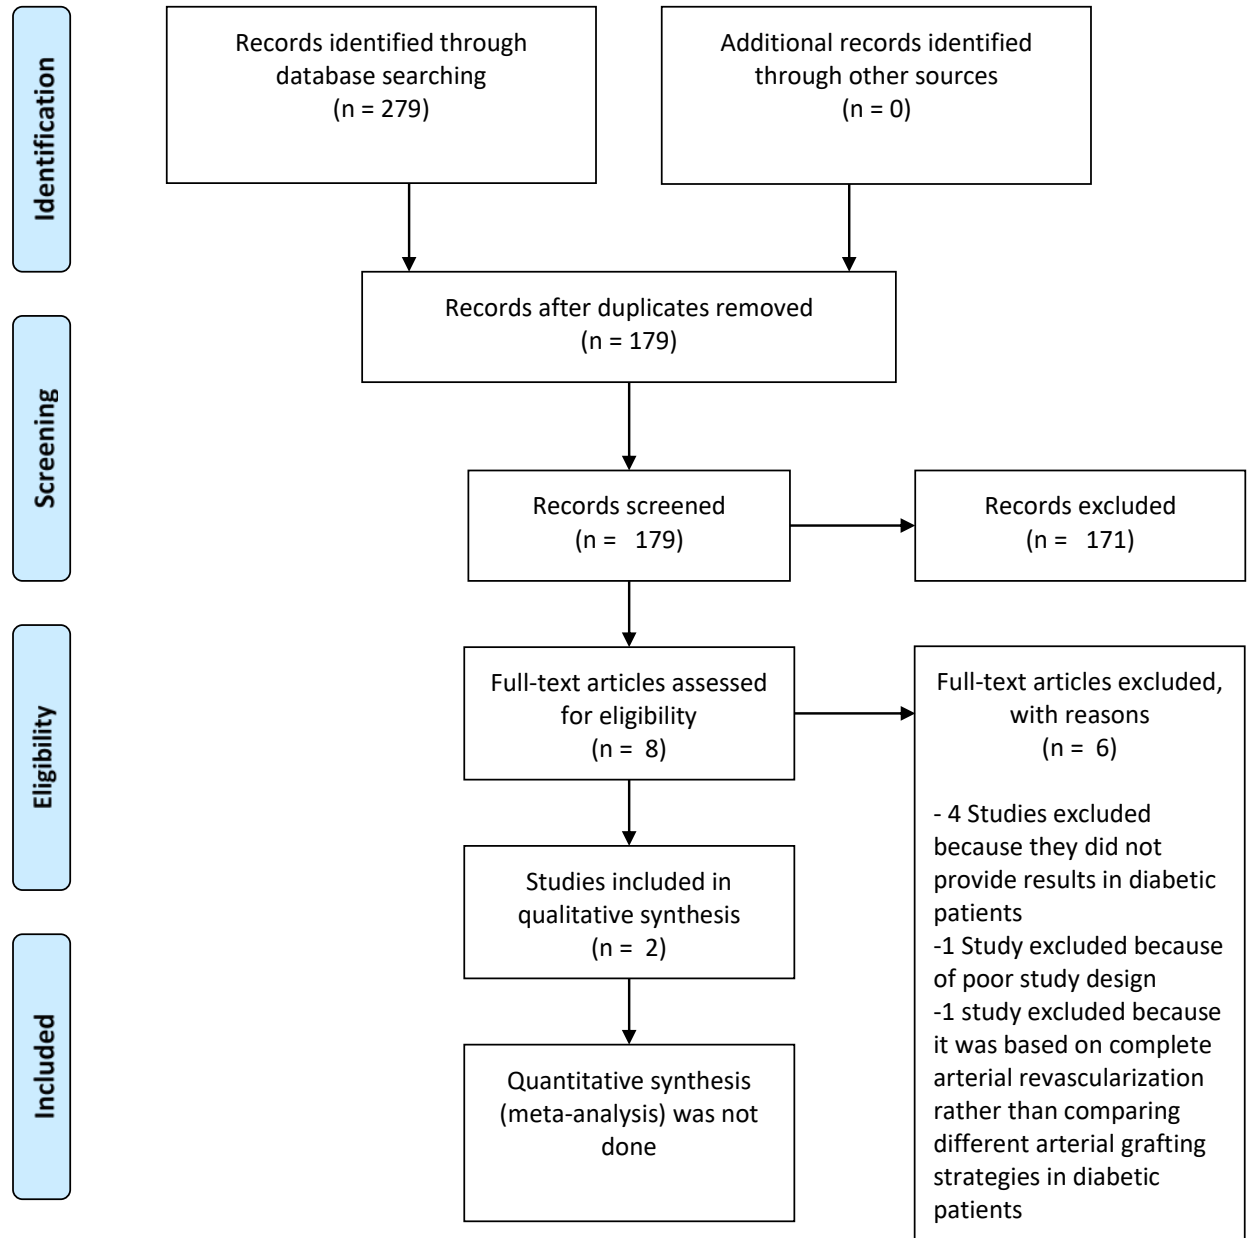 Identification
Records identified through
database searching
(n = 279)
Additional records identified
through other sources
(n = 0)
Records after duplicates removed
(n = 179)
Screening
Records screened
(n = 179)
Records excluded
(n = 171)
Eligibility
Full-text articles assessed
for eligibility
(n = 8)
Full-text articles excluded,
with reasons
(n = 6)
- 4 Studies excluded
because they did not
provide results in diabetic
patients
-1 Study excluded because
of poor study design
-1 study excluded because
it was based on complete
arterial revascularization
rather than comparing
different arterial grafting
strategies in diabetic
patients
Studies included in
qualitative synthesis
(n = 2)
Included
Quantitative synthesis
(meta-analysis) was not
done